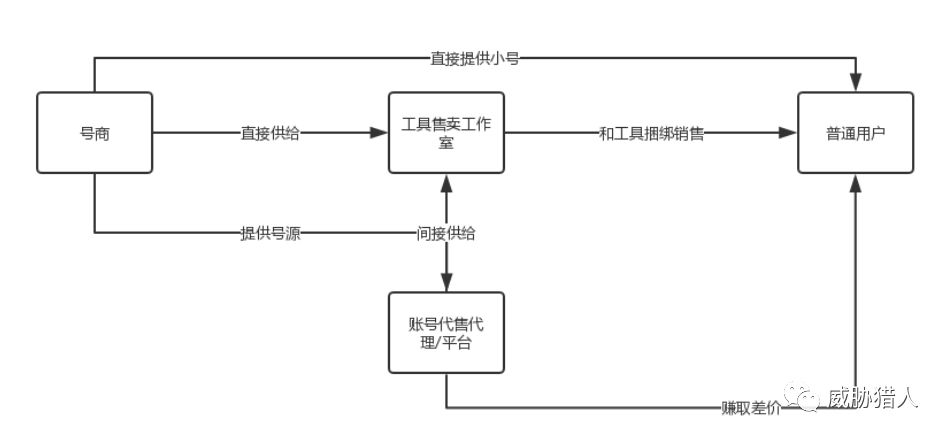 直接提供小号
号商
直接供给
工具售卖工作
室
和工具捆绑销售
普通用户
提供号源
间接供给
账号代售代
理/平台
赚取差价
威胁猎人